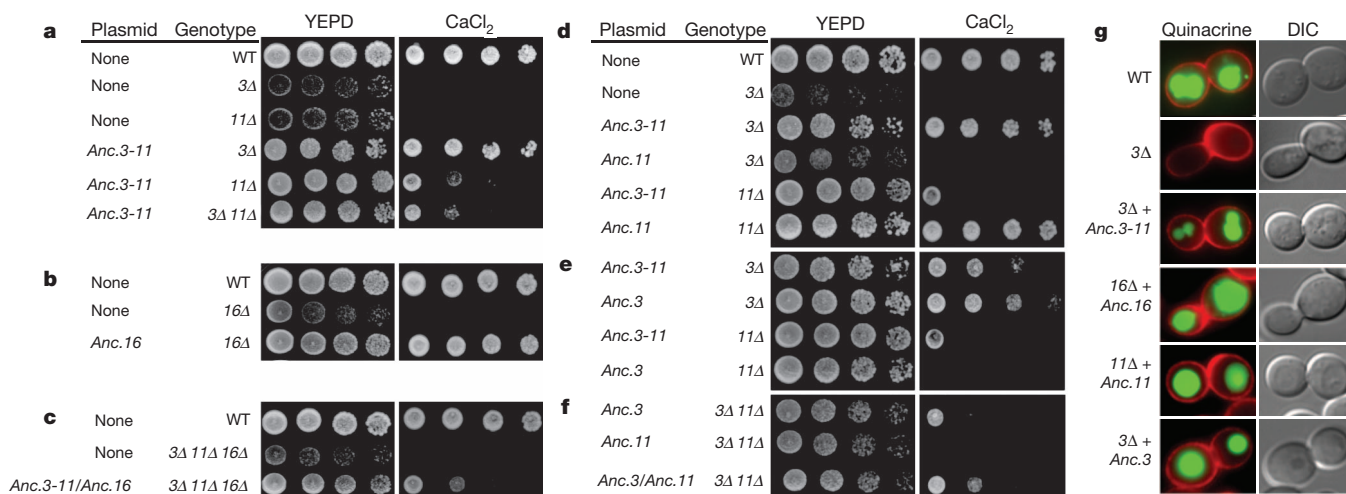 a
Plasmid Genotype YEPD CaCl2
None WT
None 3Δ
None 11Δ
Anc.3-11 3Δ
Anc.3-11 11Δ
Anc.3-11 3Δ 11Δ
b
None WT
None 16Δ
Anc.16 16Δ
c
None WT
None 3Δ 11Δ 16Δ
Anc.3-11/Anc.16 3Δ 11Δ 16Δ
d
Plasmid Genotype YEPD CaCl2
None WT
None 3Δ
Anc.3-11 3Δ
Anc.11 3Δ
Anc.3-11 11Δ
Anc.11 11Δ
e
Anc.3-11 3Δ
Anc.3 3Δ
Anc.3-11 11Δ
Anc.3 11Δ
f
Anc.3 3Δ 11Δ
Anc.11 3Δ 11Δ
Anc.3/Anc.11 3Δ 11Δ
g
Quinacrine DIC
WT
3Δ
3Δ +
Anc.3-11
16Δ +
Anc.16
11Δ +
Anc.11
3Δ +
Anc.3